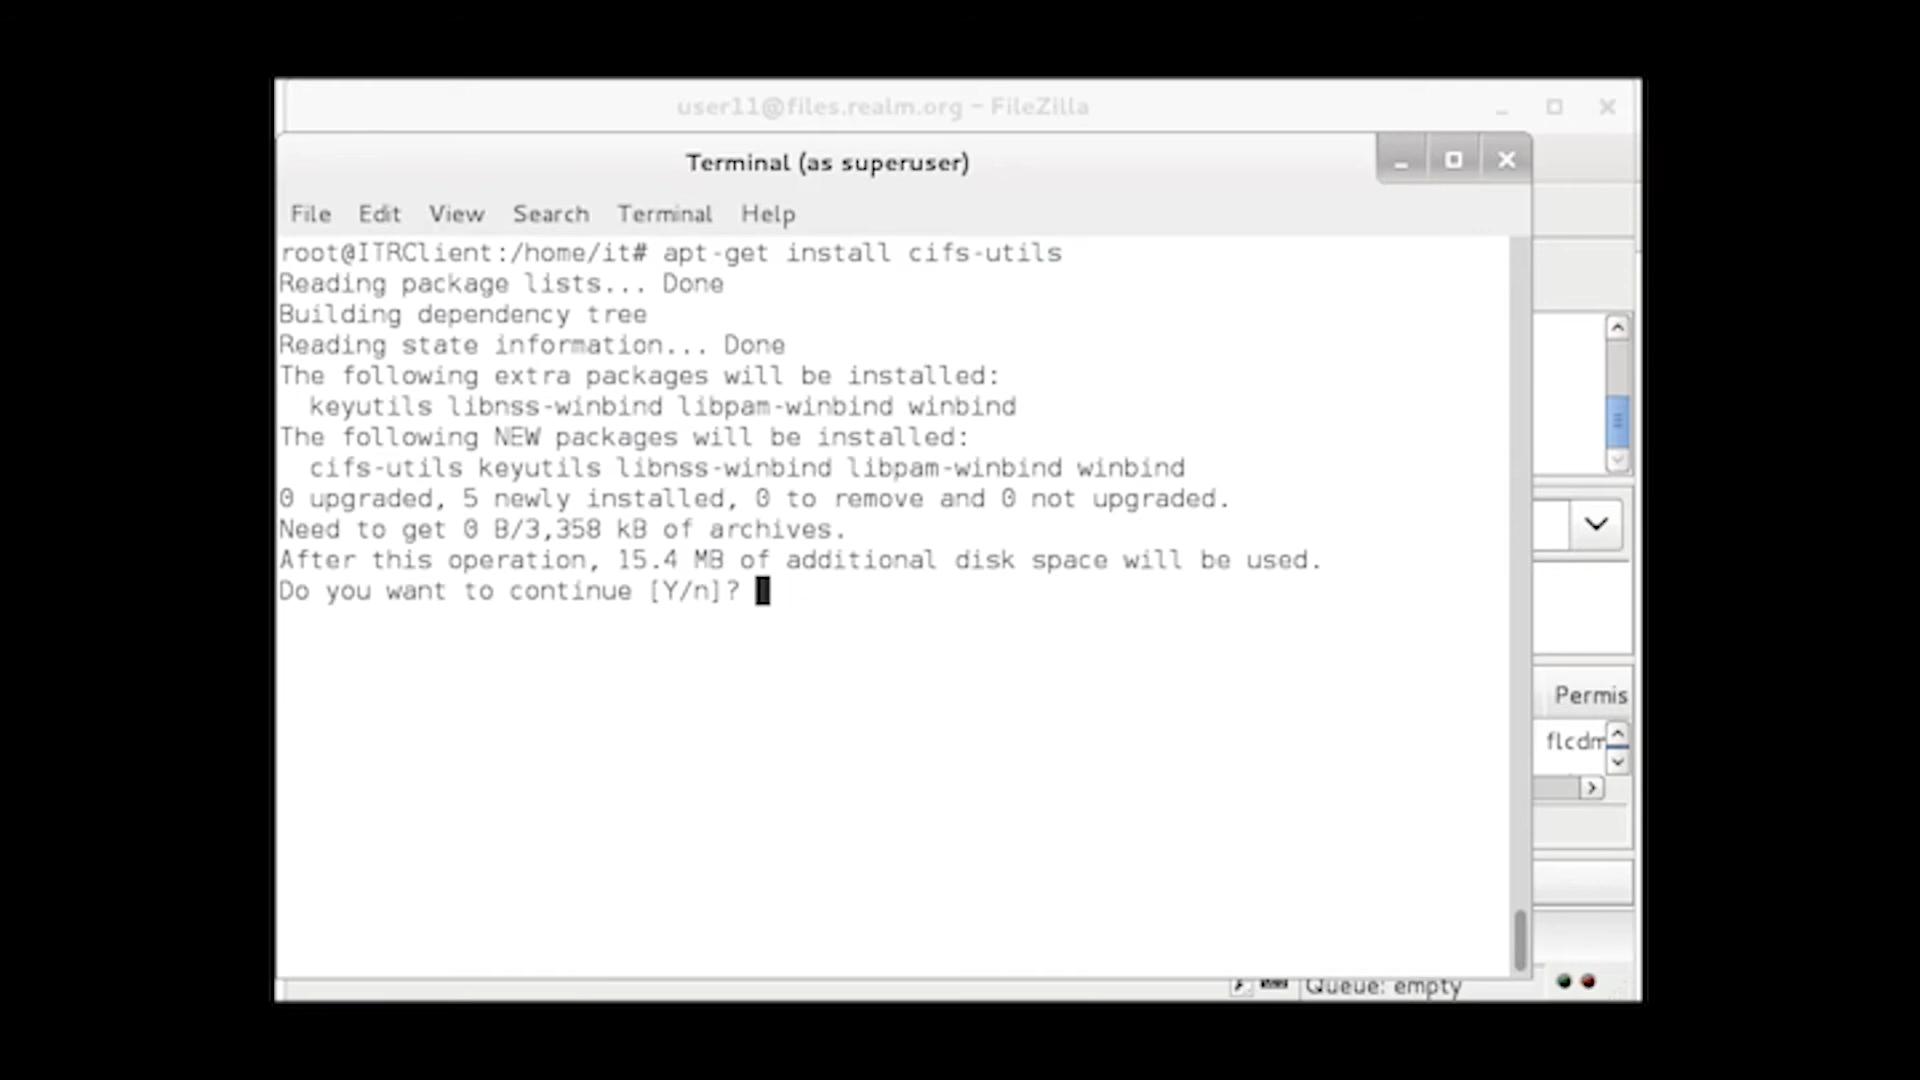 user11@files.realm.org - FileZilla
Terminal (as superuser)
File Edit View Search Terminal Help
root@ITRClient:/home/it# apt-get install cifs-utils
Reading package lists... Done
Building dependency tree
Reading state information... Done
The following extra packages will be installed:
keyutils libnss-winbind libpam-winbind winbind
The following NEW packages will be installed:
cifs-utils keyutils libnss-winbind libpam-winbind winbind
0 upgraded, 5 newly installed, 0 to remove and 0 not upgraded.
Need to get 0 B/3,358 kB of archives.
After this operation, 15.4 MB of additional disk space will be used.
Do you want to continue [Y/n]?
Permis
flcdm
Queue: empty